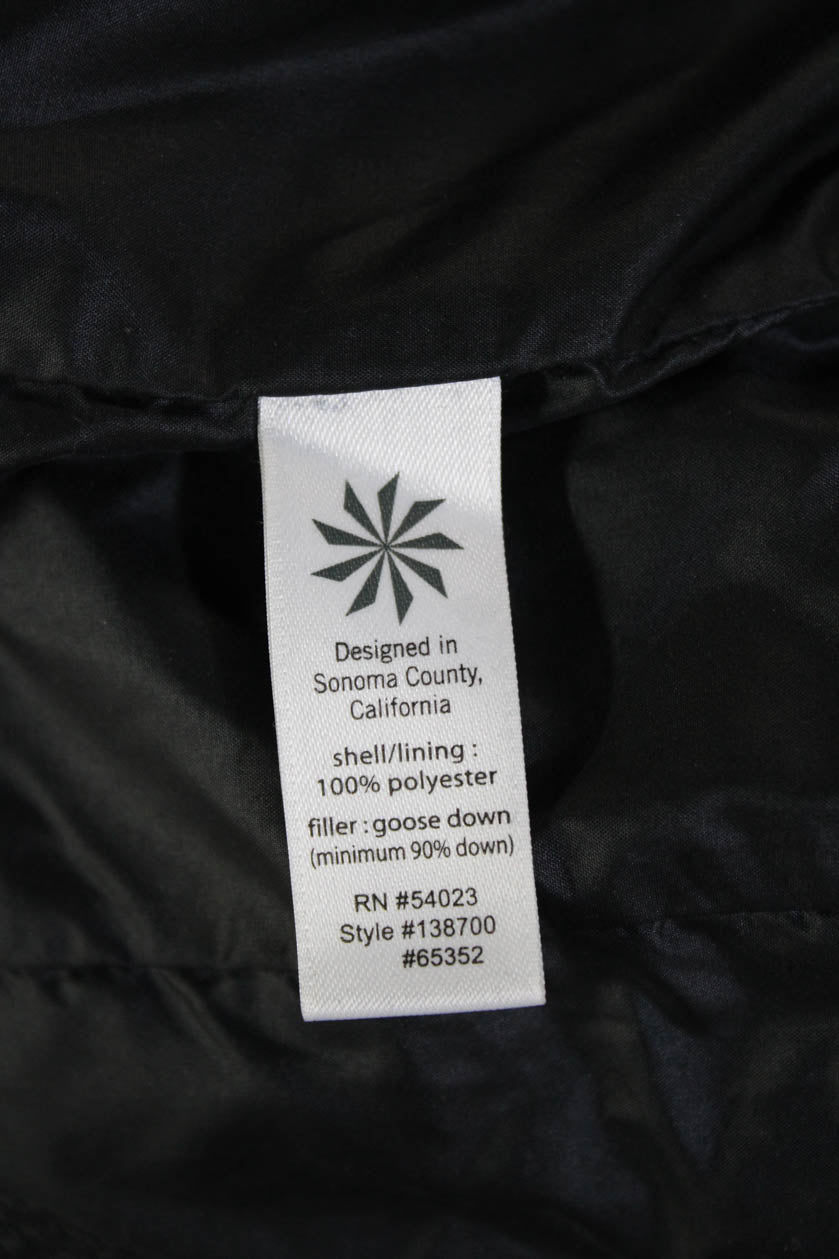 Designed in
Sonoma County,
California
shell/lining :
100% polyester
filler : goose down
(minimum 90% down)
RN #54023
Style #138700
#65352